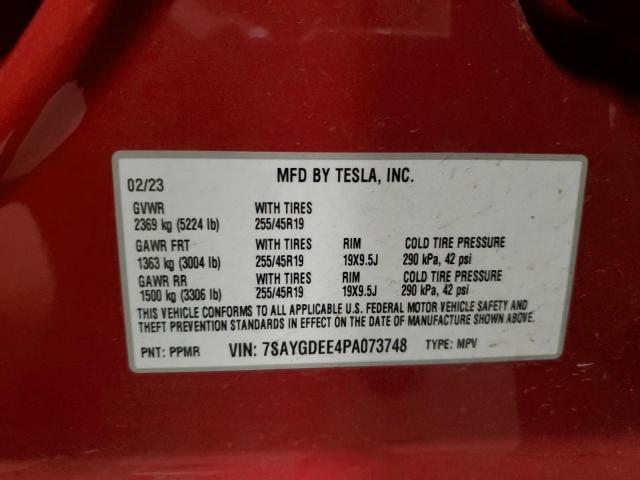 MFD BY TESLA, INC.
02/23
GVWR WITH TIRES
2369 kg (5224 lb) 255/45R19
GAWR FRT WITH TIRES RIM COLD TIRE PRESSURE
1363 kg (3004 lb) 255/45R19 19X9.5J 290 kPa, 42 psi
GAWR RR WITH TIRES RIM COLD TIRE PRESSURE
1500 kg (3306 lb) 255/45R19 19X9.5J 290 kPa, 42 psi
THIS VEHICLE CONFORMS TO ALL APPLICABLE U.S. FEDERAL MOTOR VEHICLE SAFETY AND
THEFT PREVENTION STANDARDS IN EFFECT ON THE DATE OF MANUFACTURE SHOWN ABOVE.
PNT: PPMR VIN: 7SAYGDEE4PA073748 TYPE: MPV